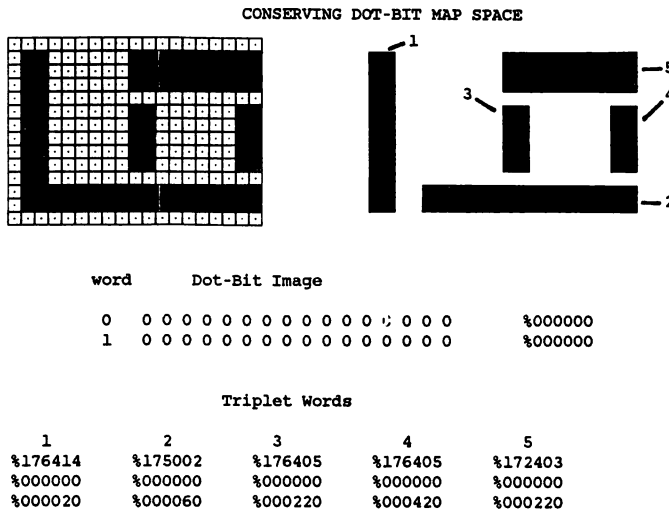 CONSERVING DOT-BIT MAP SPACE
1
5
3
4
2
word Dot-Bit Image
0 0 0 0 0 0 0 0 0 0 0 0 0 0 0 0 %000000
1 0 0 0 0 0 0 0 0 0 0 0 0 0 0 0 0 %000000
Triplet Words
1 2 3 4 5
%176414 %175002 %176405 %176405 %172403
%000000 %000000 %000000 %000000 %000000
%000020 %000060 %000220 %000420 %000220